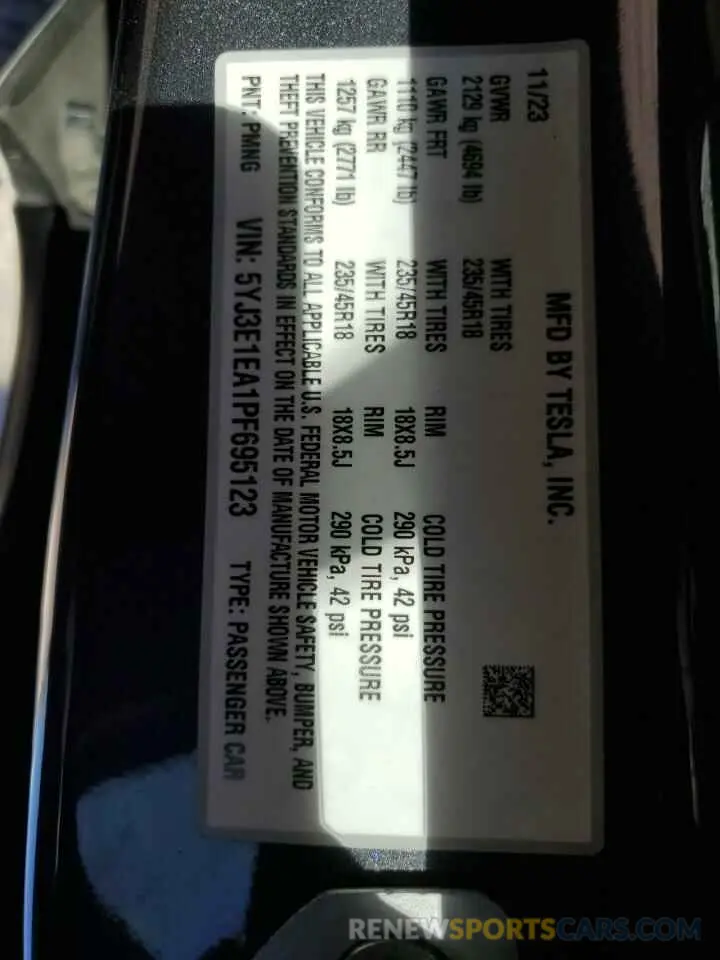 MFD BY TESLA, INC.
11/23
GVWR
2129 kg (4694 lb) WITH TIRES 235/45R18
GAWR FRT WITH TIRES RIM COLD TIRE PRESSURE
1110 kg (2447 lb) 235/45R18 18X8.5J 290 kPa, 42 psi
GAWR RR WITH TIRES RIM COLD TIRE PRESSURE
1257 kg (2771 lb) 235/45R18 18X8.5J 290 kPa, 42 psi
THIS VEHICLE CONFORMS TO ALL APPLICABLE U.S. FEDERAL MOTOR VEHICLE SAFETY, BUMPER, AND
THEFT PREVENTION STANDARDS IN EFFECT ON THE DATE OF MANUFACTURE SHOWN ABOVE.
PNT: PMNG VIN: 5YJ3E1EA1PF695123 TYPE: PASSENGER CAR
RENEWSPORTSCARS.COM